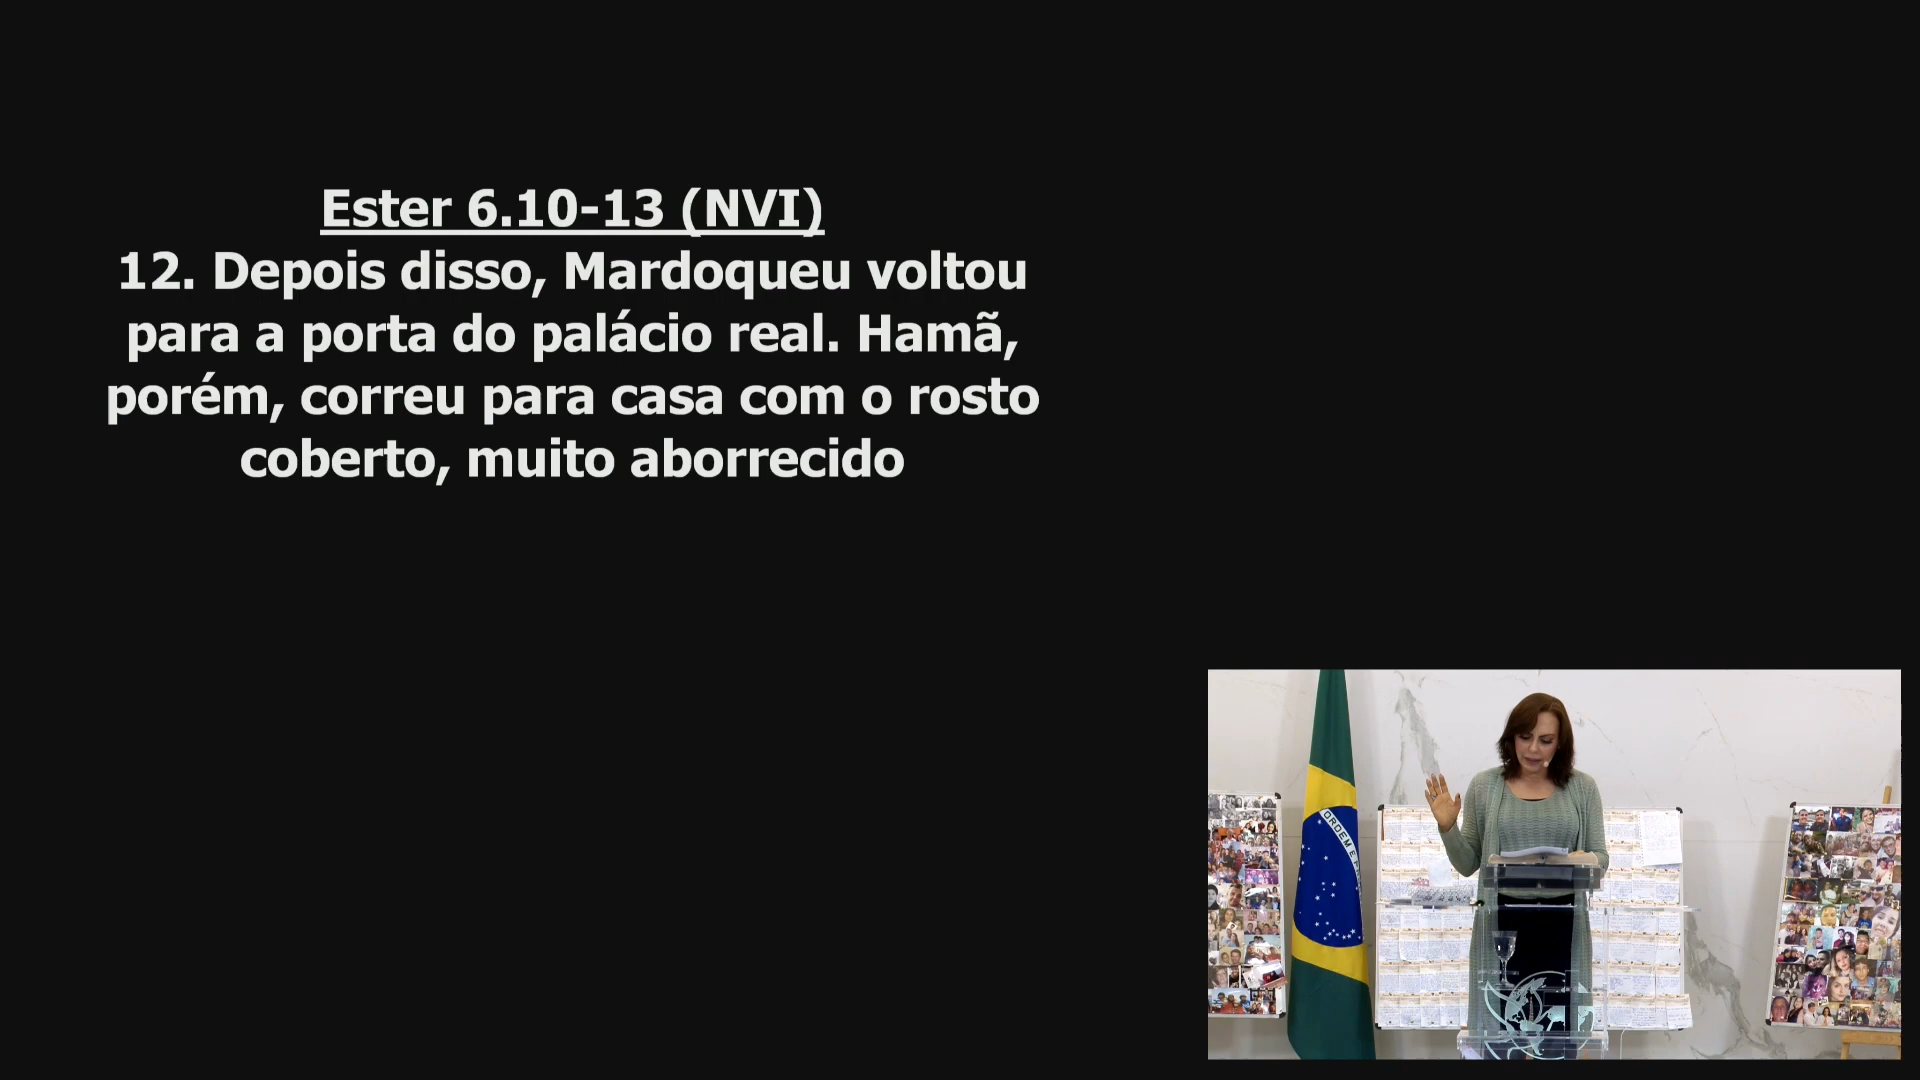 Ester 6.10-13 (NVI)
12. Depois disso, Mardoqueu voltou
para a porta do palácio real. Hamã,
porém, correu para casa com o rosto
coberto, muito aborrecido
ORDEM E